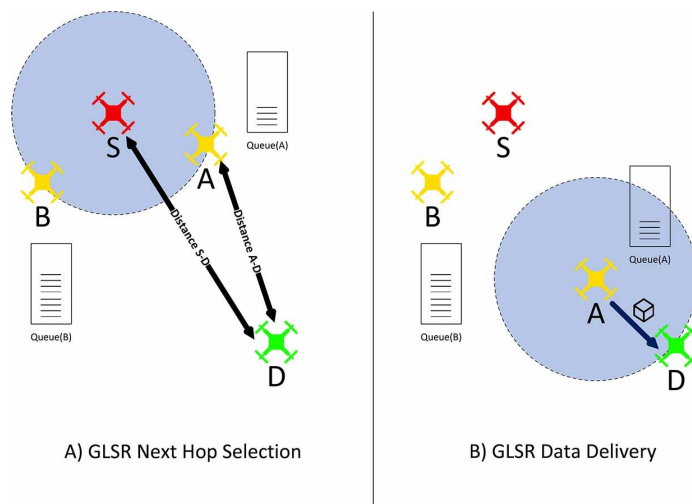 S
A
Queue(A)
B
Queue(B)
Distance S-D
Distance A-D
D
A) GLSR Next Hop Selection
S
B
Queue(A)
Queue(B)
A
D
B) GLSR Data Delivery